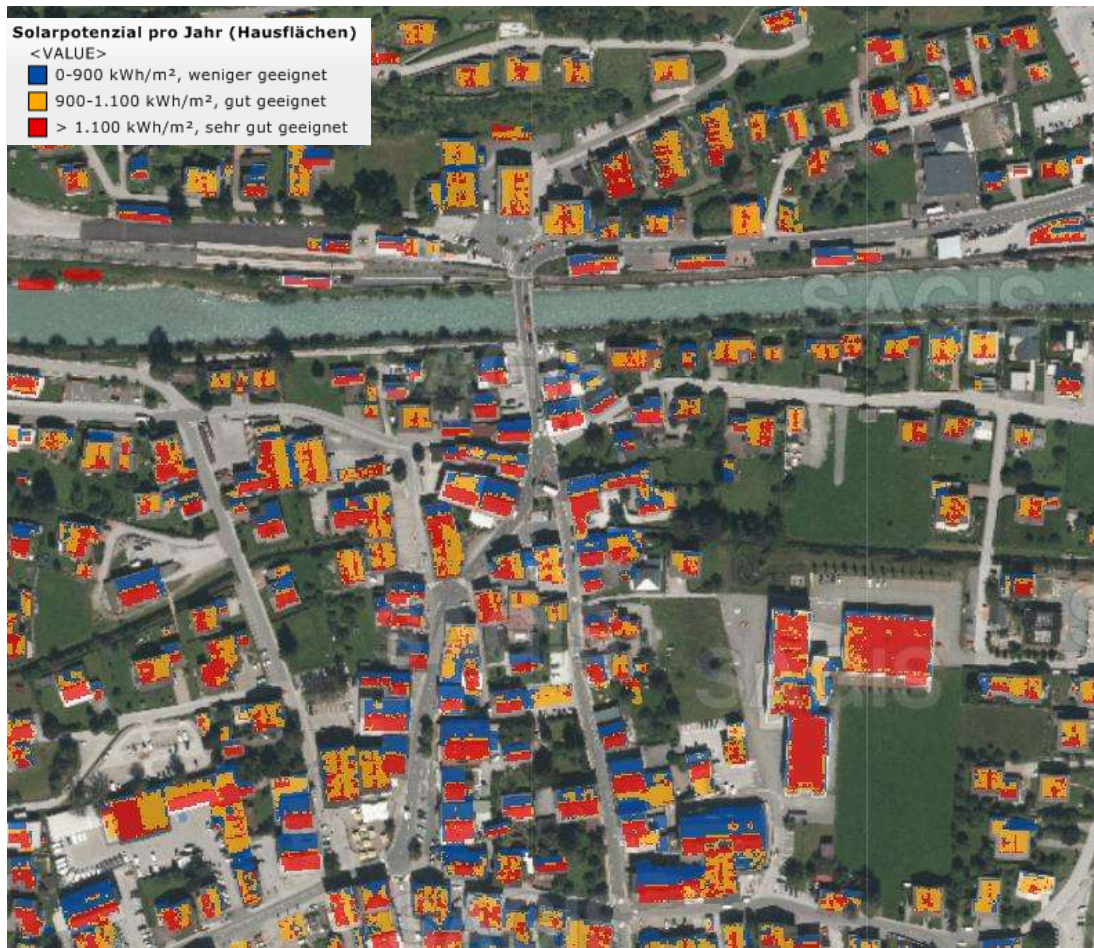 Solarpotenzial pro Jahr (Hausflächen)
<VALUE>
0-900 kWh/m², weniger geeignet
900-1.100 kWh/m², gut geeignet
> 1.100 kWh/m², sehr gut geeignet
SAGIS
SAGIS